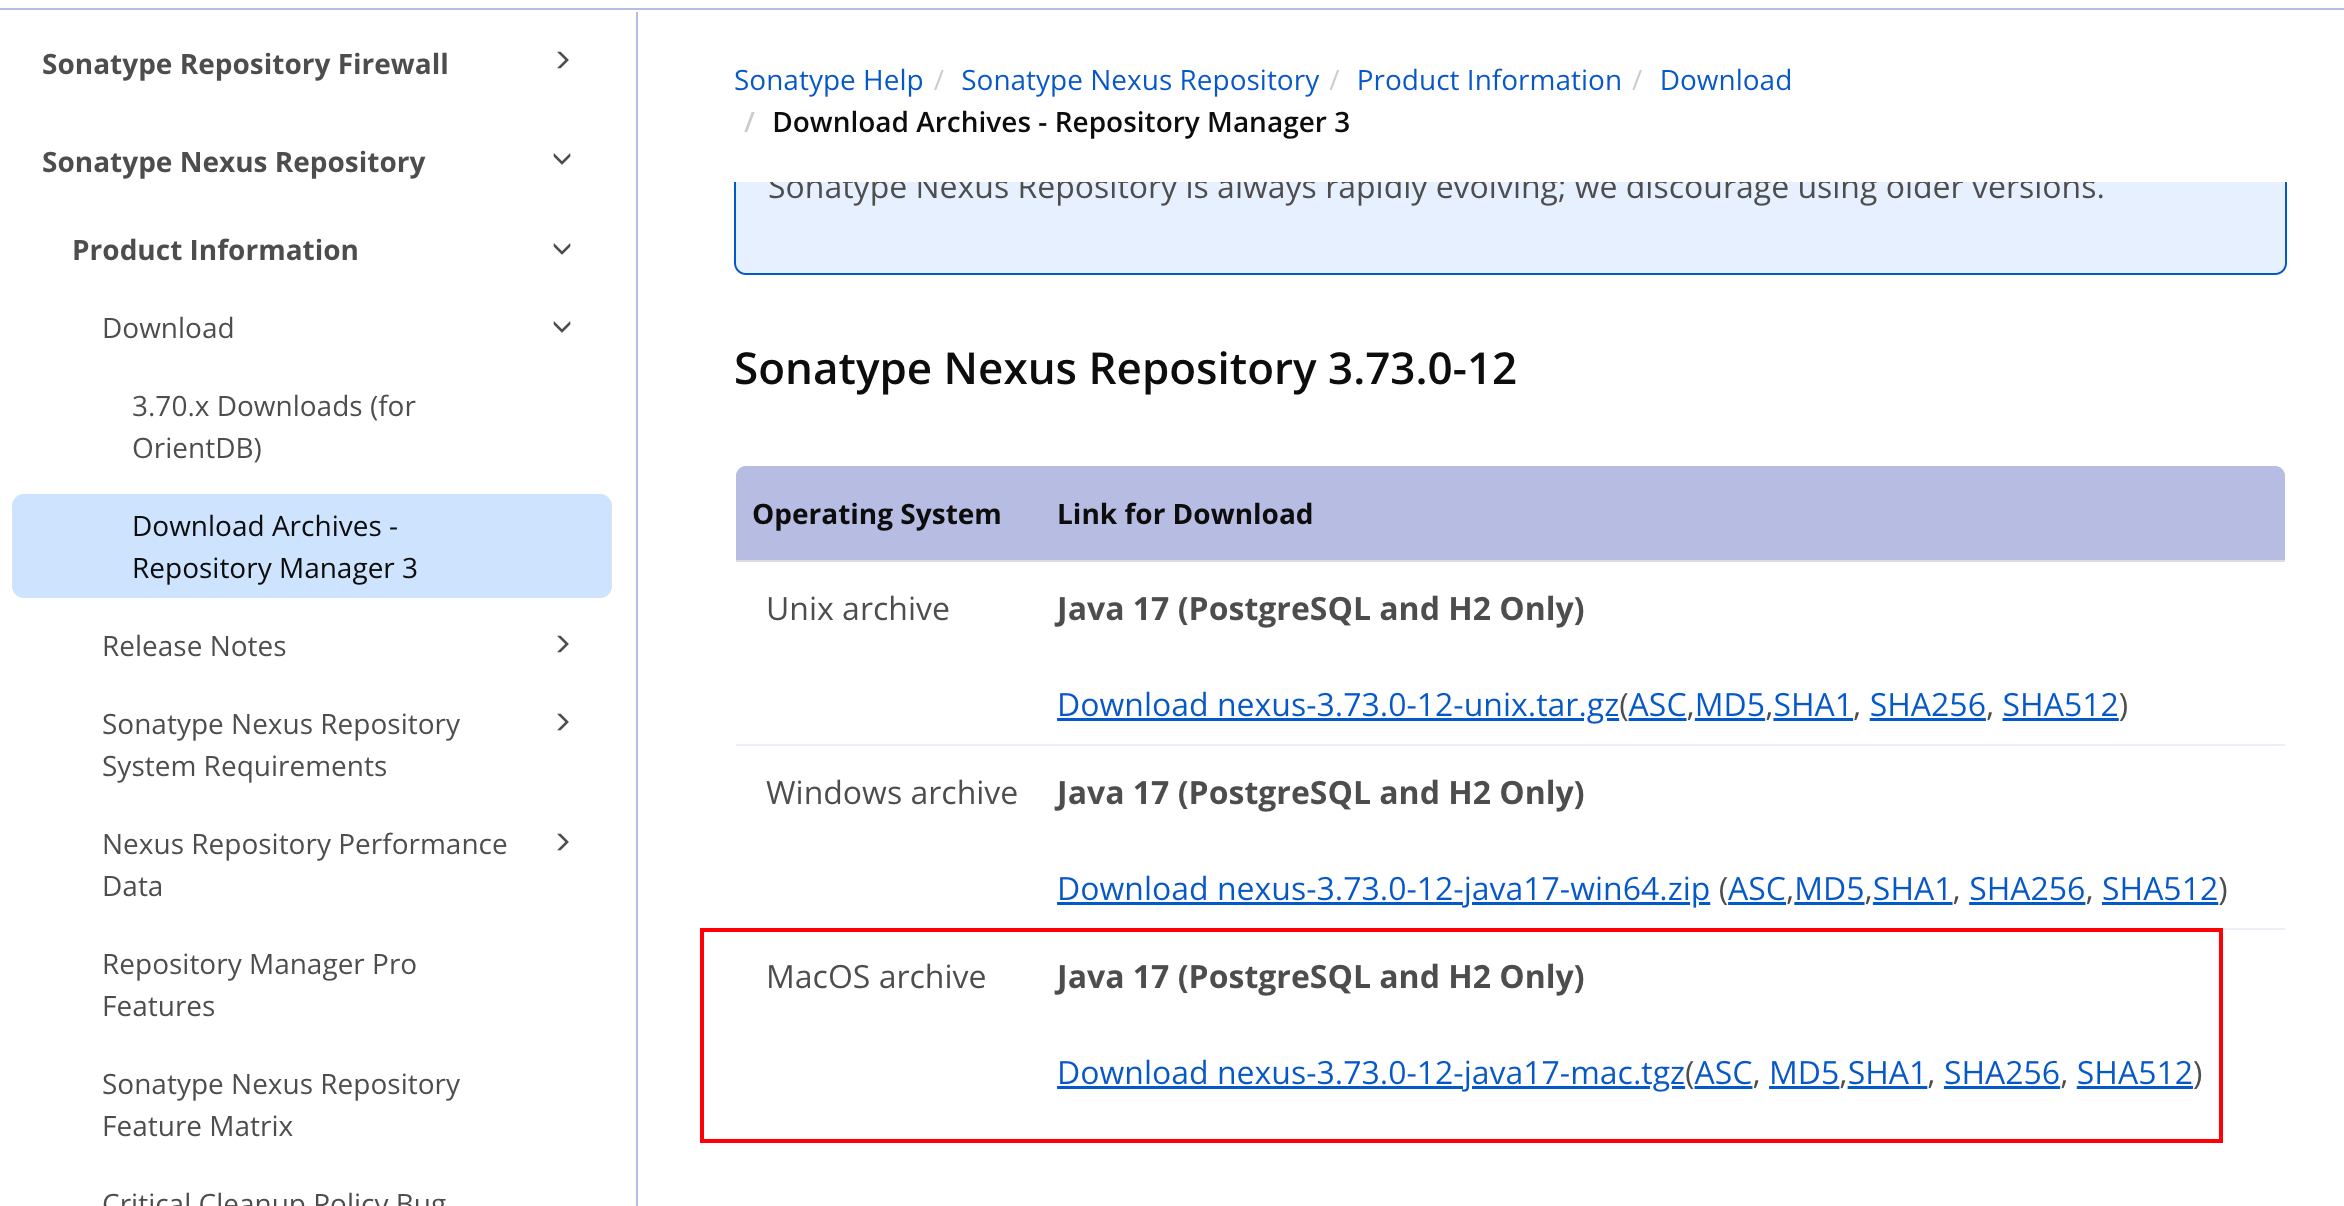 Sonatype Repository Firewall
Sonatype Nexus Repository
Product Information
Download
3.70.x Downloads (for
OrientDB)
Download Archives -
Repository Manager 3
Release Notes
Sonatype Nexus Repository
System Requirements
Nexus Repository Performance
Data
Repository Manager Pro
Features
Sonatype Nexus Repository
Feature Matrix
Critical Cleanup Policy Bug
Sonatype Help / Sonatype Nexus Repository / Product Information / Download
/ Download Archives - Repository Manager 3
Sonatype Nexus Repository is always rapidly evolving; we discourage using older versions.
Sonatype Nexus Repository 3.73.0-12
Operating System Link for Download
Unix archive Java 17 (PostgreSQL and H2 Only)
Download nexus-3.73.0-12-unix.tar.gz(ASC,MD5,SHA1, SHA256, SHA512)
Windows archive Java 17 (PostgreSQL and H2 Only)
Download nexus-3.73.0-12-java17-win64.zip (ASC,MD5,SHA1, SHA256, SHA512)
MacOS archive Java 17 (PostgreSQL and H2 Only)
Download nexus-3.73.0-12-java17-mac.tgz(ASC, MD5,SHA1, SHA256, SHA512)